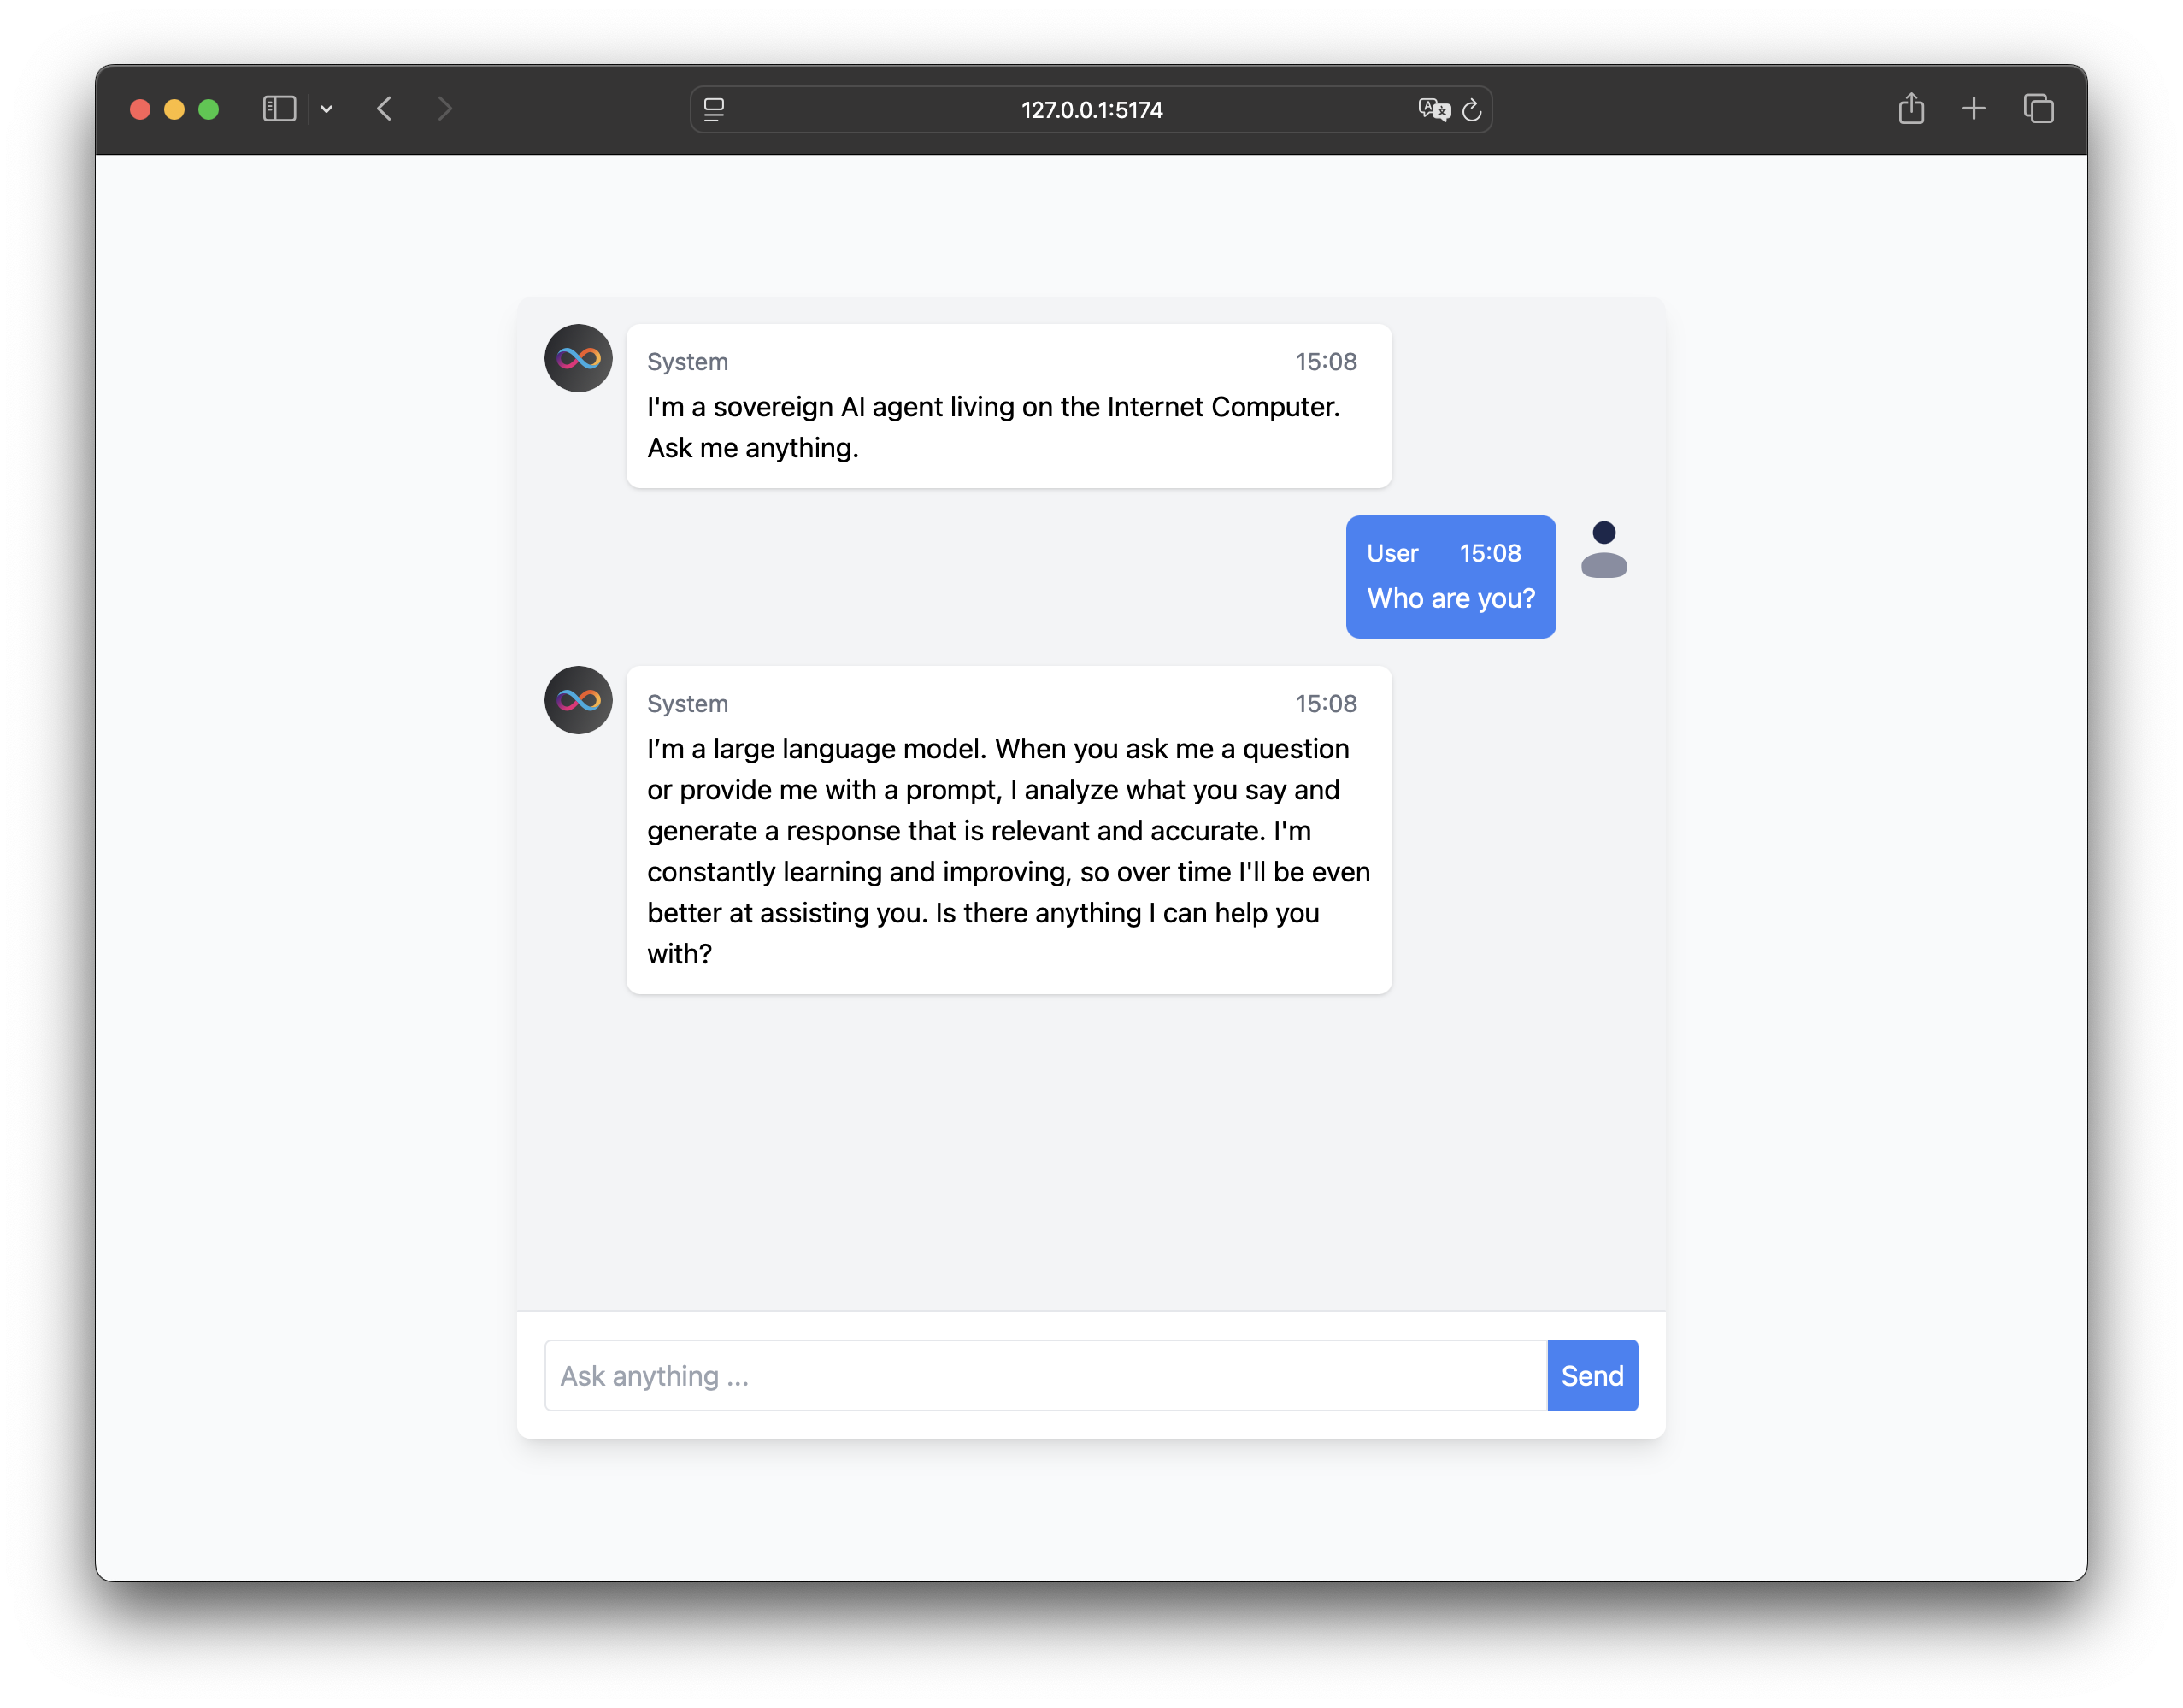 127.0.0.1:5174
System 15:08
I'm a sovereign AI agent living on the Internet Computer.
Ask me anything.
User 15:08
Who are you?
System 15:08
I’m a large language model. When you ask me a question
or provide me with a prompt, I analyze what you say and
generate a response that is relevant and accurate. I'm
constantly learning and improving, so over time I'll be even
better at assisting you. Is there anything I can help you
with?
Ask anything ...
Send